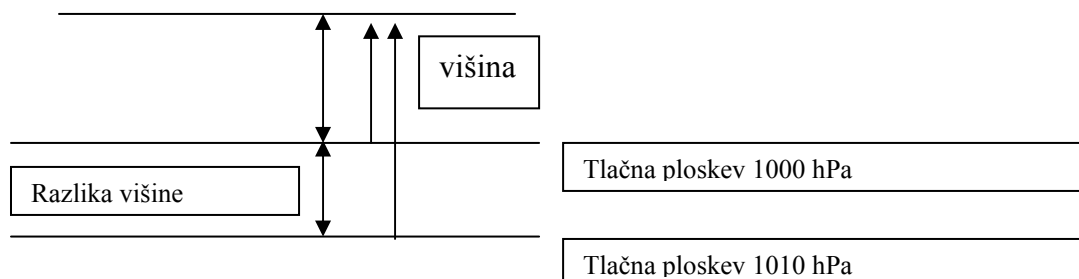 višina
Tlačna ploskev 1000 hPa
Razlika višine
Tlačna ploskev 1010 hPa